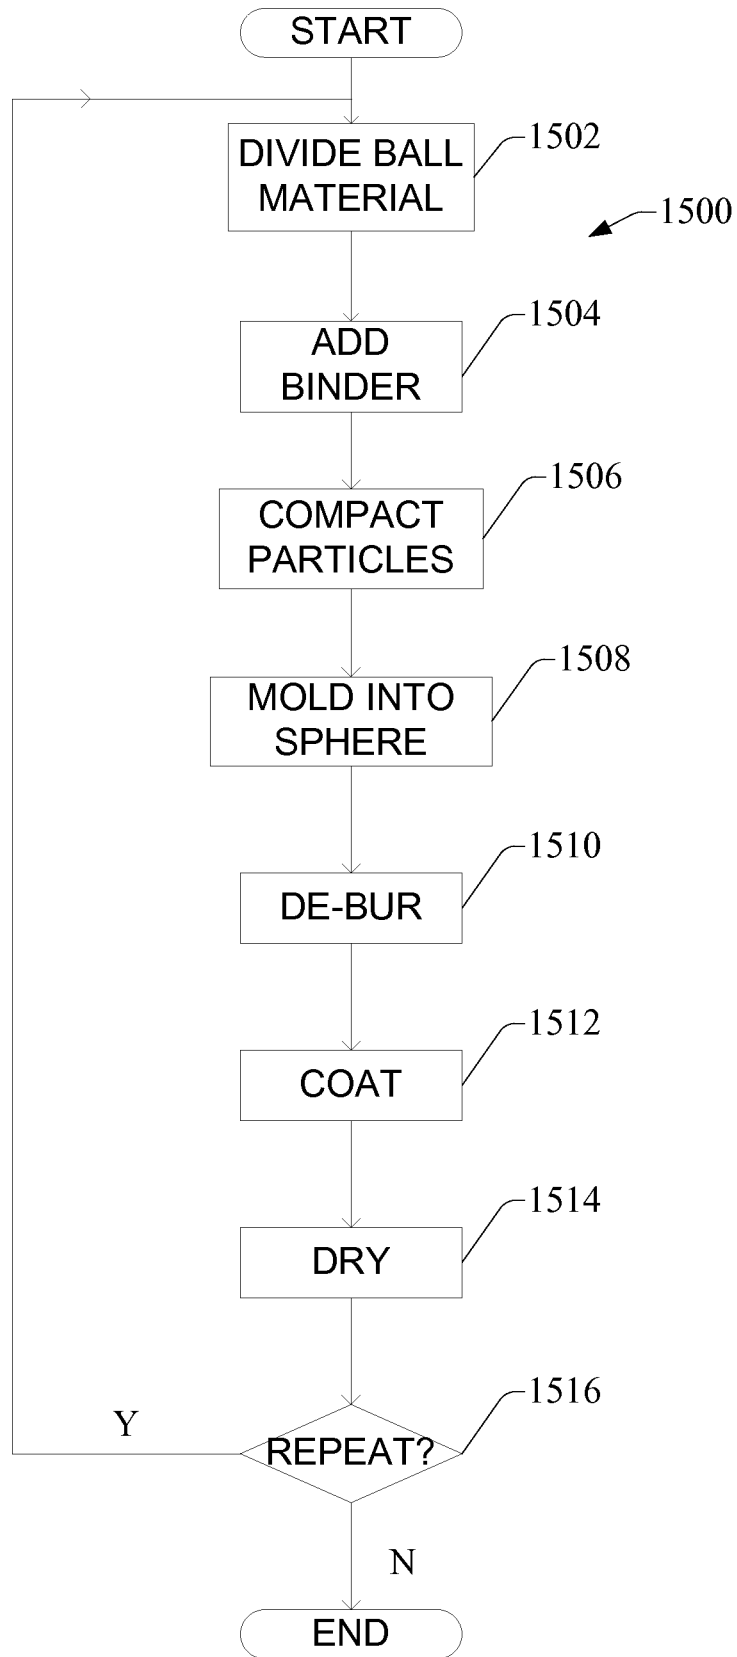 START
DIVIDE BALL
MATERIAL
1502
1500
ADD
BINDER
1504
COMPACT
PARTICLES
1506
MOLD INTO
SPHERE
1508
DE-BUR
1510
COAT
1512
DRY
1514
REPEAT?
1516
Y
N
END